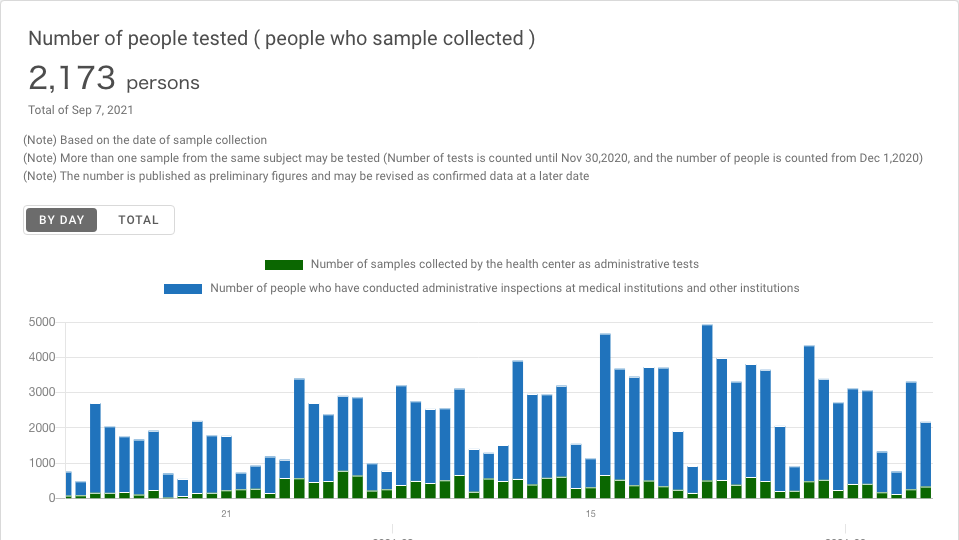 Number of people tested ( people who sample collected )
2,173 persons
Total of Sep 7, 2021
(Note) Based on the date of sample collection
(Note) More than one sample from the same subject may be tested (Number of tests is counted until Nov 30,2020, and the number of people is counted from Dec 1,2020)
(Note) The number is published as preliminary figures and may be revised as confirmed data at a later date
BY DAY TOTAL
Number of samples collected by the health center as administrative tests
Number of people who have conducted administrative inspections at medical institutions and other institutions
5000
4000
3000
2000
1000
0
21 15